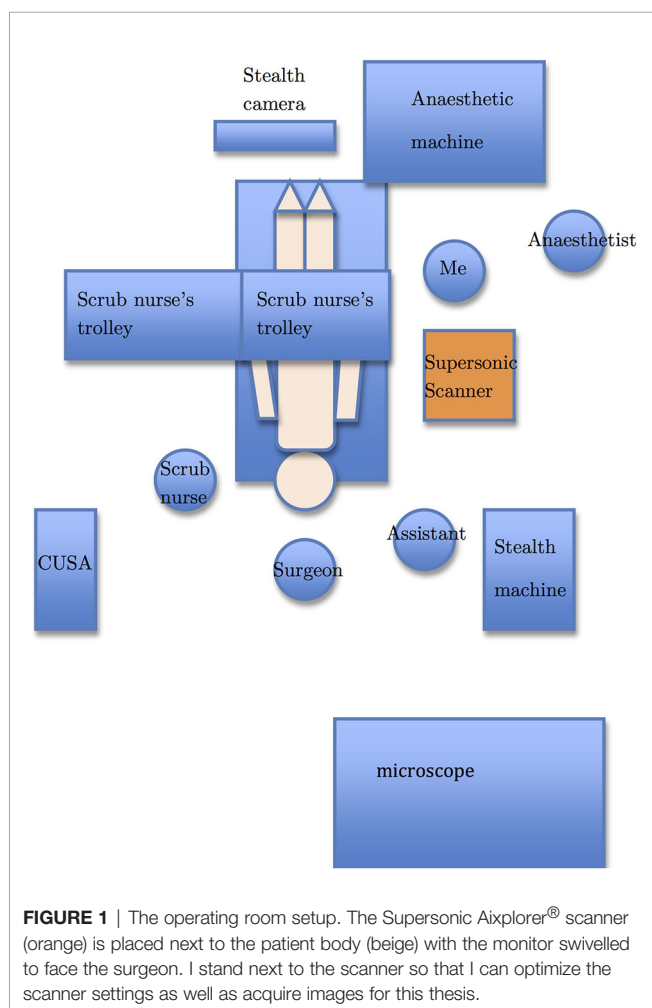 Stealth
camera
Anaesthetic
machine
Anaesthetist
Me
Scrub nurse's
trolley
Scrub nurse's
trolley
Supersonic
Scanner
Scrub
nurse
CUSA
Surgeon
Assistant
Stealth
machine
microscope
FIGURE 1 | The operating room setup. The Supersonic Aixplorer® scanner
(orange) is placed next to the patient body (beige) with the monitor swivelled
to face the surgeon. I stand next to the scanner so that I can optimize the
scanner settings as well as acquire images for this thesis.